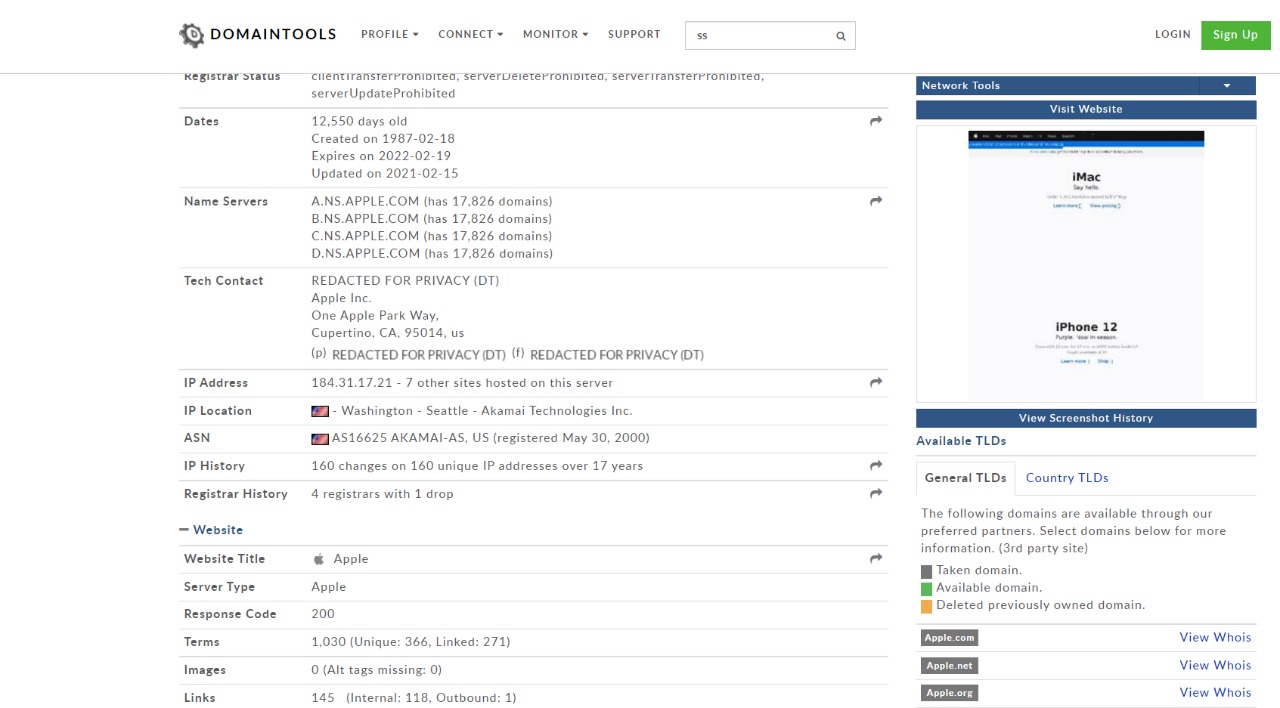 DOMAINTOOLS
PROFILE
CONNECT
MONITOR
SUPPORT
ss
LOGIN
Sign Up
Registrar Status
clientTransferProhibited, serverDeleteProhibited, serverTransferProhibited,
serverUpdateProhibited
Dates
12,550 days old
Created on 1987-02-18
Expires on 2022-02-19
Updated on 2021-02-15
Name Servers
A.NS.APPLE.COM (has 17,826 domains)
B.NS.APPLE.COM (has 17,826 domains)
C.NS.APPLE.COM (has 17,826 domains)
D.NS.APPLE.COM (has 17,826 domains)
Tech Contact
REDACTED FOR PRIVACY (DT)
Apple Inc.
One Apple Park Way,
Cupertino, CA, 95014, us
(p) REDACTED FOR PRIVACY (DT) (f) REDACTED FOR PRIVACY (DT)
IP Address
184.31.17.21 - 7 other sites hosted on this server
IP Location
- Washington - Seattle - Akamai Technologies Inc.
ASN
AS16625 AKAMAI-AS, US (registered May 30, 2000)
IP History
160 changes on 160 unique IP addresses over 17 years
Registrar History
4 registrars with 1 drop
Website
Website Title
Apple
Server Type
Apple
Response Code
200
Terms
1,030 (Unique: 366, Linked: 271)
Images
0 (Alt tags missing: 0)
Links
145 (Internal: 118, Outbound: 1)
Network Tools
Visit Website
iMac
Say hello.
Learn more
View pricing
iPhone 12
Purple. Now in season.
Learn more
Shop
View Screenshot History
Available TLDs
General TLDs
Country TLDs
The following domains are available through our
preferred partners. Select domains below for more
information. (3rd party site)
Taken domain.
Available domain.
Deleted previously owned domain.
Apple.com
View Whois
Apple.net
View Whois
Apple.org
View Whois